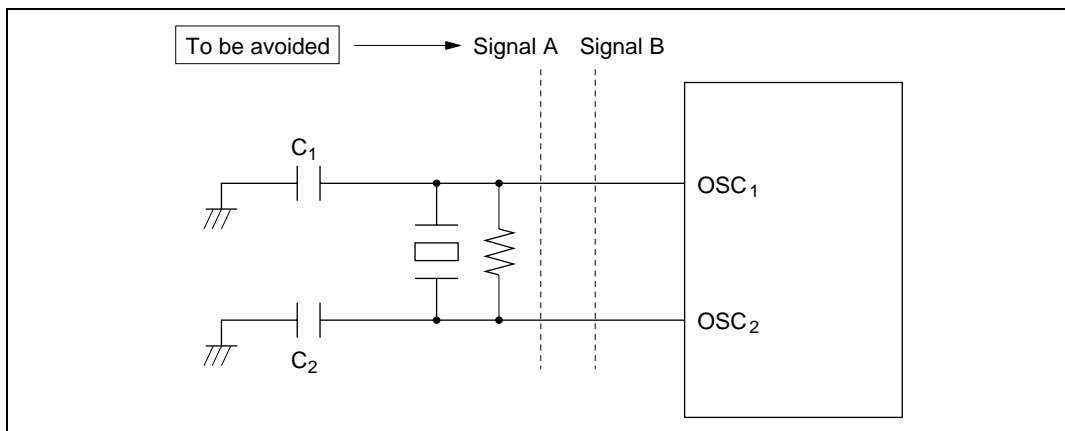 To be avoided Signal A Signal B
C1
OSC1
OSC2
C2